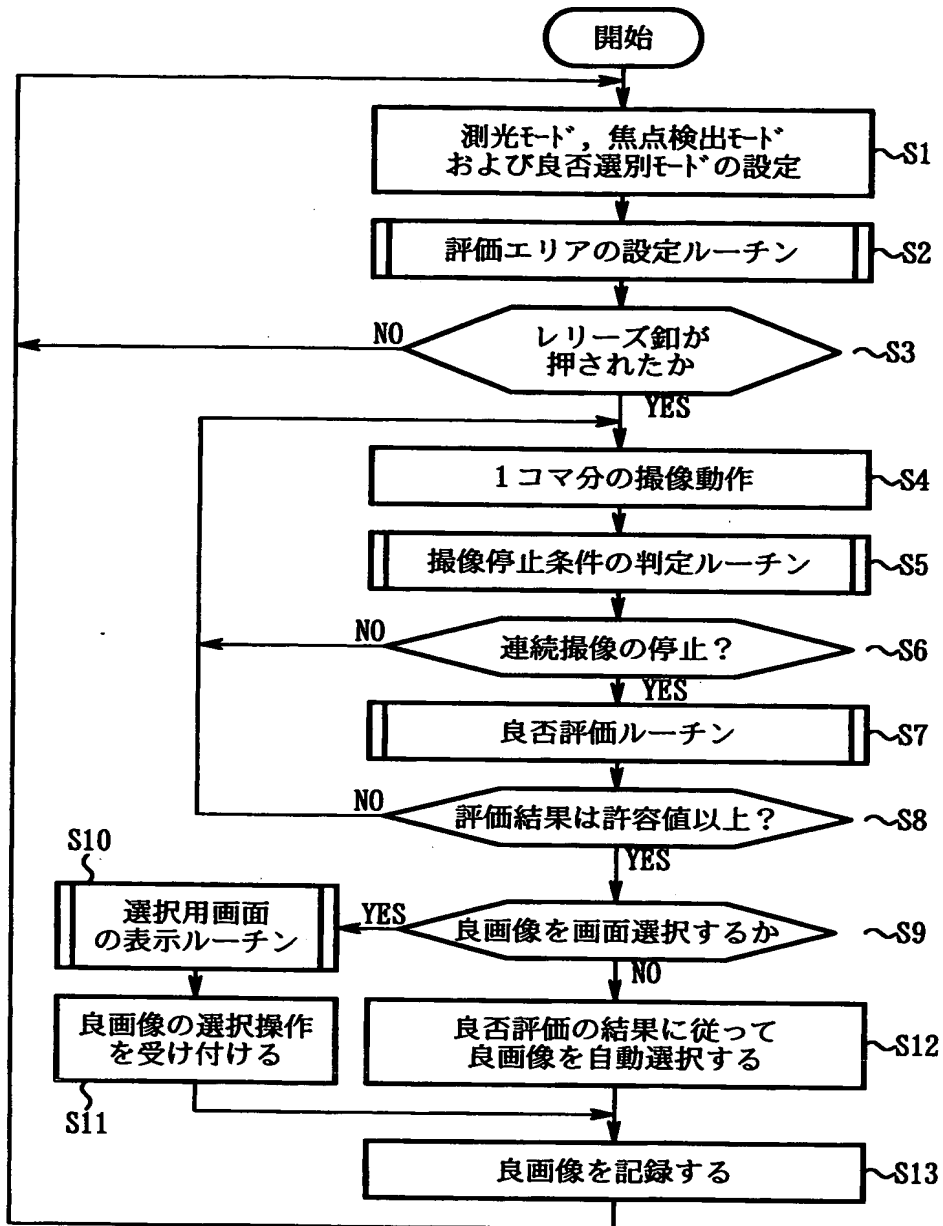 開始
測光モード，焦点検出モード
および良否選別モードの設定
S1
評価エリアの設定ルーチン
S2
レリーズ釦が
押されたか
S3
NO
YES
1コマ分の撮像動作
S4
撮像停止条件の判定ルーチン
S5
連続撮像の停止？
S6
NO
YES
良否評価ルーチン
S7
評価結果は許容値以上？
S8
NO
YES
良画像を画面選択するか
S9
YES
NO
S10
選択用画面
の表示ルーチン
良画像の選択操作
を受け付ける
S11
良否評価の結果に従って
良画像を自動選択する
S12
良画像を記録する
S13